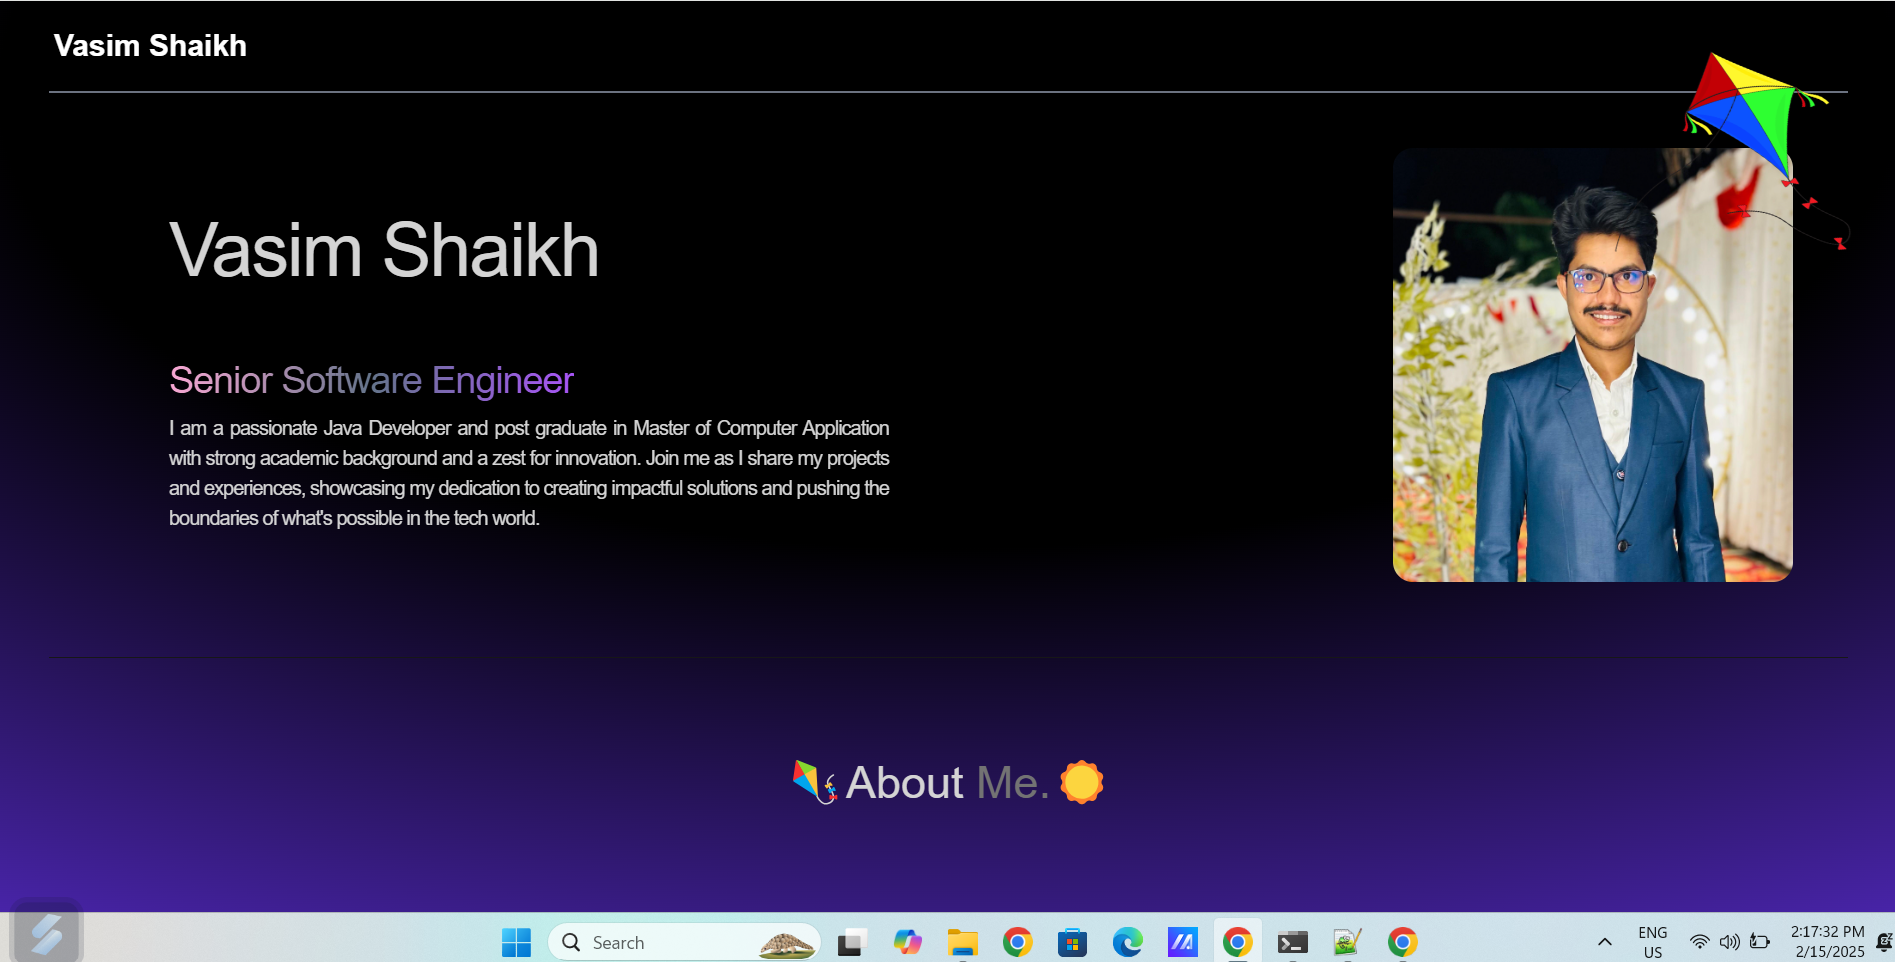 Vasim Shaikh
Vasim Shaikh
Senior Software Engineer
I am a passionate Java Developer and post graduate in Master of Computer Application
with strong academic background and a zest for innovation. Join me as I share my projects
and experiences, showcasing my dedication to creating impactful solutions and pushing the
boundaries of what's possible in the tech world.
About Me.
Search
ENG
US
2:17:32 PM
2/15/2025